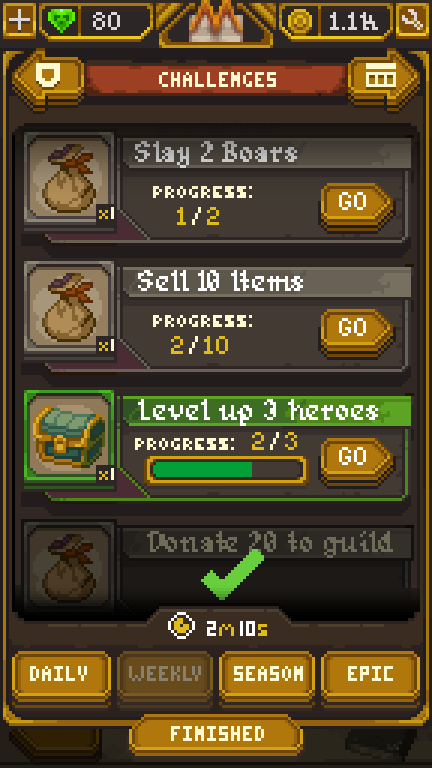 80
1.1k
CHALLENGES
Slay 2 Boars
PROGRESS:
1/2
x1
GO
Sell 10 Items
PROGRESS:
2/10
x1
GO
Level up 3 heroes
PROGRESS: 2/3
x1
GO
Donate 20 to guild
2m10s
DAILY
WEEKLY
SEASON
EPIC
FINISHED